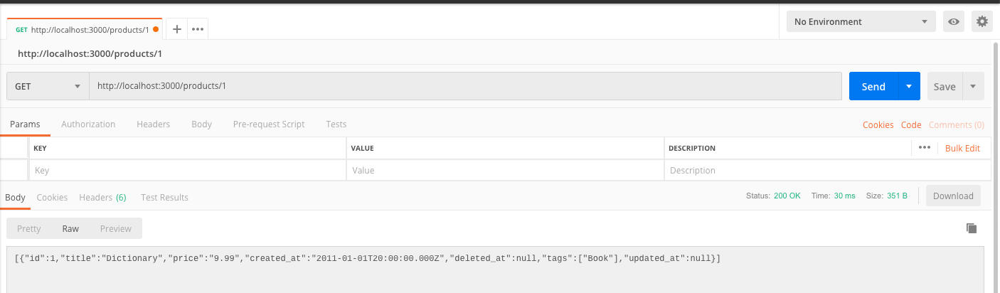 GET http://localhost:3000/products/1
No Environment
http://localhost:3000/products/1
GET http://localhost:3000/products/1 Send Save
Params Authorization Headers Body Pre-request Script Tests Cookies Code Comments (0)
KEY VALUE DESCRIPTION Bulk Edit
Key Value Description
Body Cookies Headers (6) Test Results Status: 200 OK Time: 30 ms Size: 351 B Download
Pretty Raw Preview
[{"id":1,"title":"Dictionary","price":"9.99","created_at":"2011-01-01T20:00:00.000Z","deleted_at":null,"tags":["Book"],"updated_at":null}]